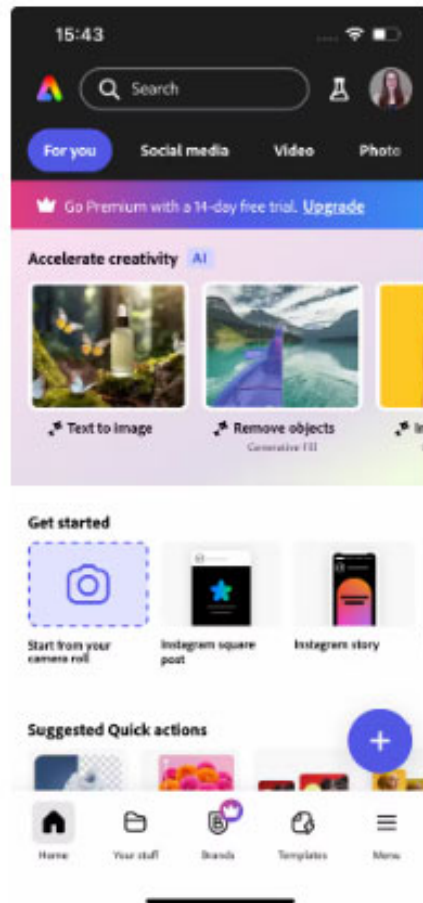 15:43
Search
For you Social media Video Photo
Go Premium with a 14-day free trial. Upgrade
Accelerate creativity AI
Text to image Remove objects
Generative Fill
Get started
Start from your camera roll
Instagram square post
Instagram story
Suggested Quick actions
Home Your stuff Brands Templates Menu